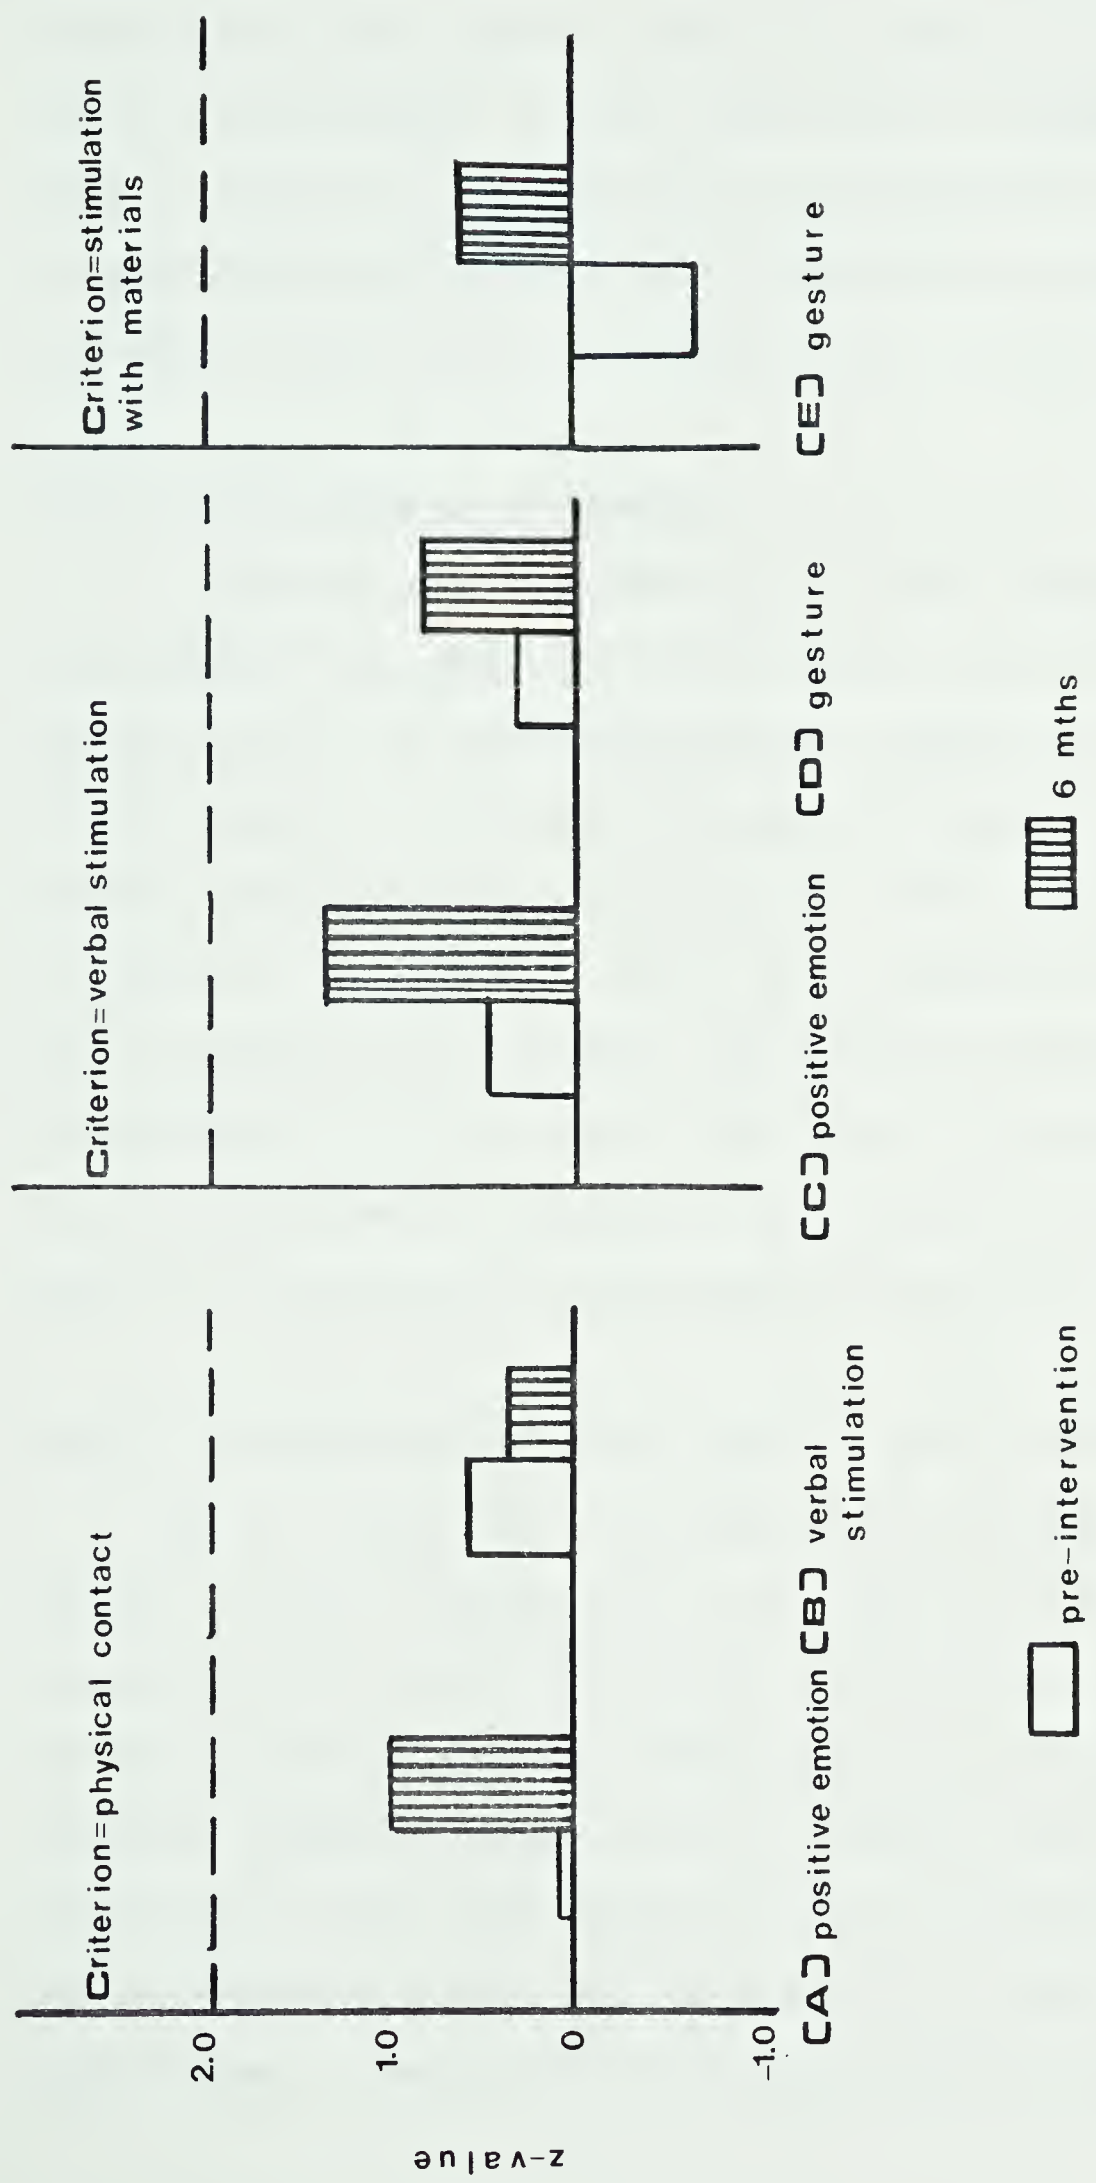 Criterion=physical contact
Criterion=verbal stimulation
Criterion=stimulation
with materials
2.0
1.0
0
-1.0
z-value
[A] positive emotion [B] verbal
stimulation
[C] positive emotion [D] gesture
[E] gesture
pre-intervention
6 mths